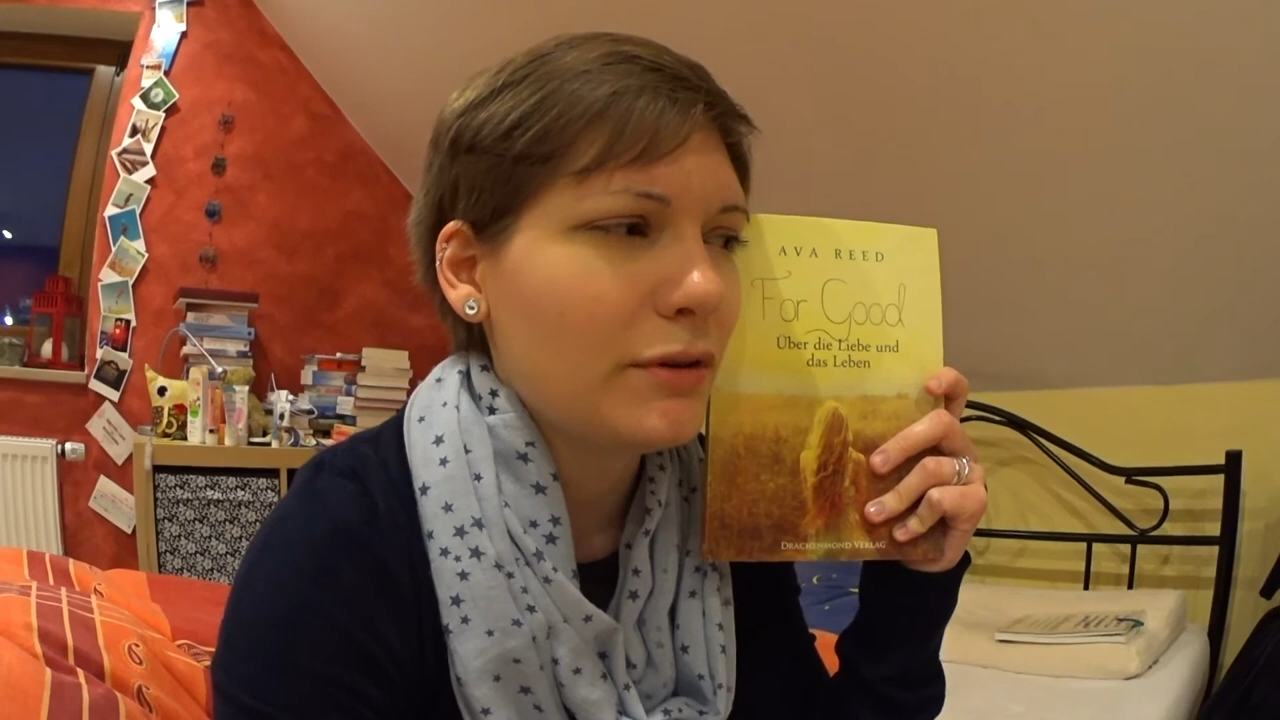 AVA REED
For Good
Über die Liebe und
das Leben
DRACHENMOND VERLAG